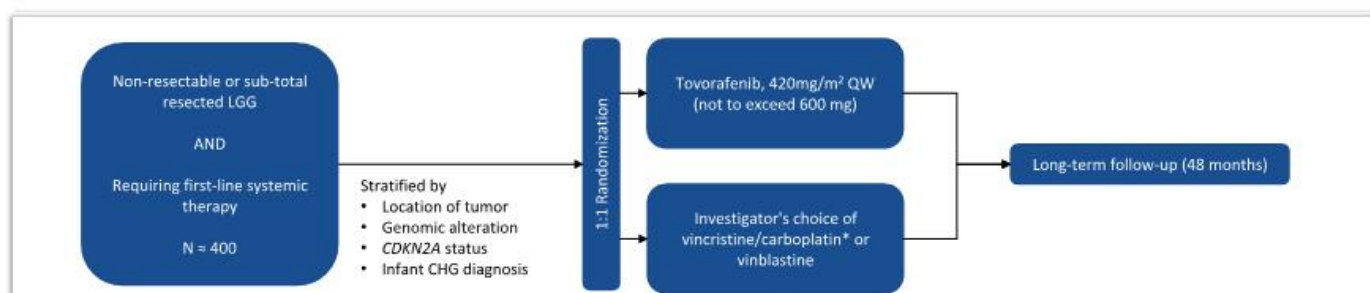 Non-resectable or sub-total
resected LGG
AND
Requiring first-line systemic
therapy
N = 400
Stratified by
• Location of tumor
• Genomic alteration
• CDKN2A status
• Infant CHG diagnosis
1:1 Randomization
Tovorafenib, 420mg/m² QW
(not to exceed 600 mg)
Investigator's choice of
vincristine/carboplatin* or
vinblastine
Long-term follow-up (48 months)